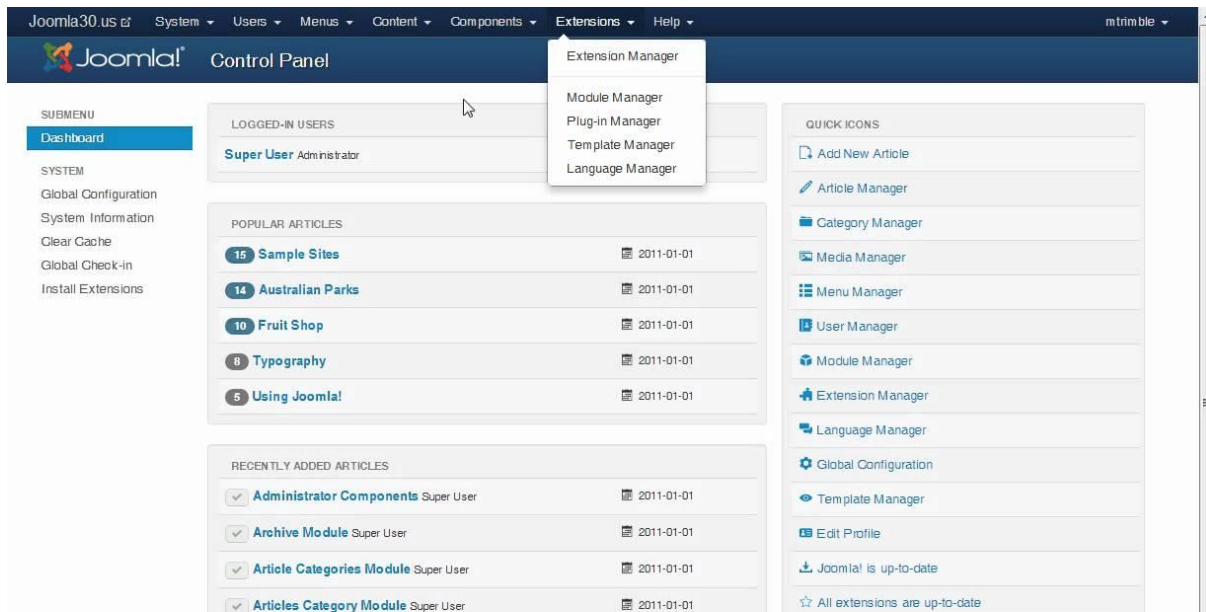 Joomla30.us System Users Menus Content Components Extensions Help mtrimble
Joomla!® Control Panel
Extension Manager
Module Manager
Plug-in Manager
Template Manager
Language Manager
SUBMENU
Dashboard
SYSTEM
Global Configuration
System Information
Clear Cache
Global Check-in
Install Extensions
LOGGED-IN USERS
Super User Administrator
POPULAR ARTICLES
15 Sample Sites 2011-01-01
14 Australian Parks 2011-01-01
10 Fruit Shop 2011-01-01
8 Typography 2011-01-01
5 Using Joomla! 2011-01-01
RECENTLY ADDED ARTICLES
Administrator Components Super User 2011-01-01
Archive Module Super User 2011-01-01
Article Categories Module Super User 2011-01-01
Articles Category Module Super User 2011-01-01
QUICK ICONS
Add New Article
Article Manager
Category Manager
Media Manager
Menu Manager
User Manager
Module Manager
Extension Manager
Language Manager
Global Configuration
Template Manager
Edit Profile
Joomla! is up-to-date
All extensions are up-to-date